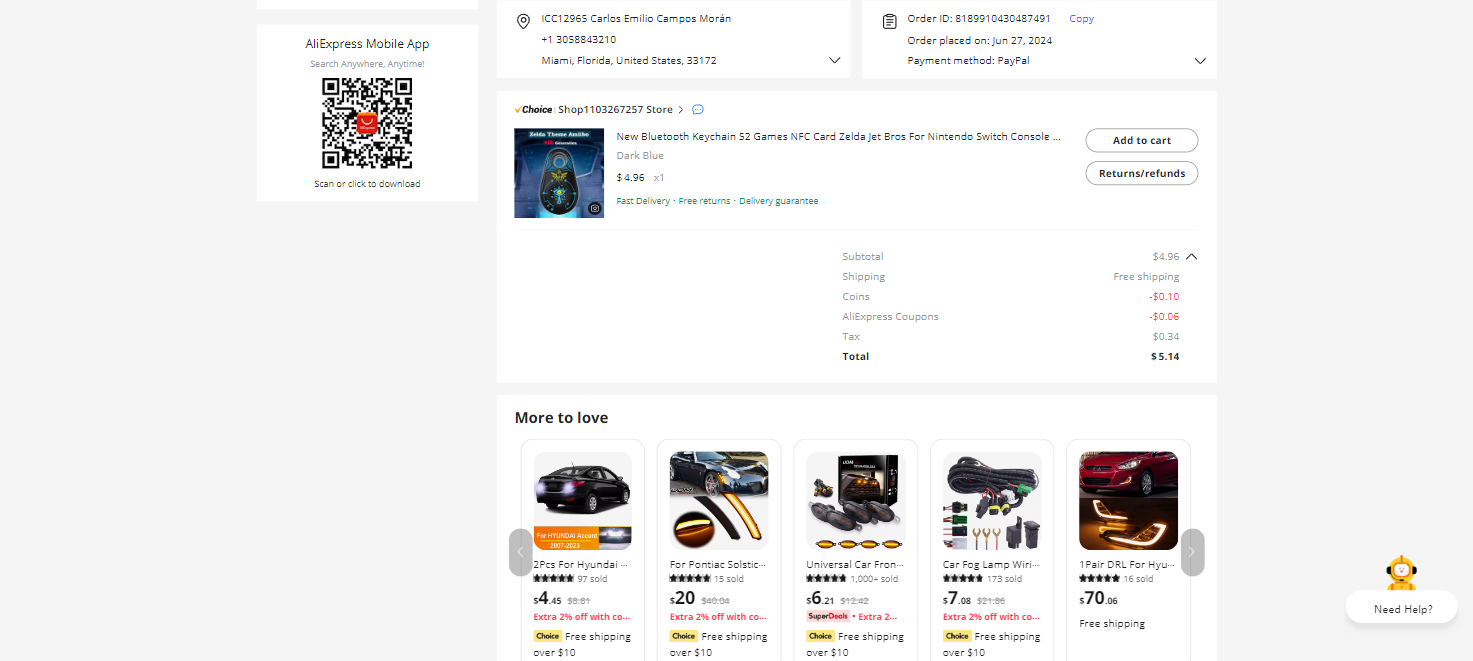 AliExpress Mobile App
Search Anywhere, Anytime!
Scan or click to download
ICC12965 Carlos Emilio Campos Morán
+1 3058843210
Miami, Florida, United States, 33172
Order ID: 8189910430487491 Copy
Order placed on: Jun 27, 2024
Payment method: PayPal
Choice Shop1103267257 Store
Zelda Theme Amiibo
New Bluetooth Keychain 52 Games NFC Card Zelda Jet Bros For Nintendo Switch Console ...
Dark Blue
$4.96 x1
Fast Delivery · Free returns · Delivery guarantee
Add to cart
Returns/refunds
Subtotal $4.96
Shipping Free shipping
Coins -$0.10
AliExpress Coupons -$0.06
Tax $0.34
Total $5.14
More to love
For HYUNDAI Accent
2007-2023
2Pcs For Hyundai ...
97 sold
$4.45 $8.81
Extra 2% off with co...
Choice Free shipping
over $10
For Pontiac Solstic...
15 sold
$20 $40.04
Extra 2% off with co...
Choice Free shipping
over $10
Universal Car Fron...
1,000+ sold
$6.21 $12.42
SuperDeals • Extra 2...
Choice Free shipping
over $10
Car Fog Lamp Wiri...
173 sold
$7.08 $21.86
Extra 2% off with co...
Choice Free shipping
over $10
1Pair DRL For Hyu...
16 sold
$70.06
Free shipping
Need Help?